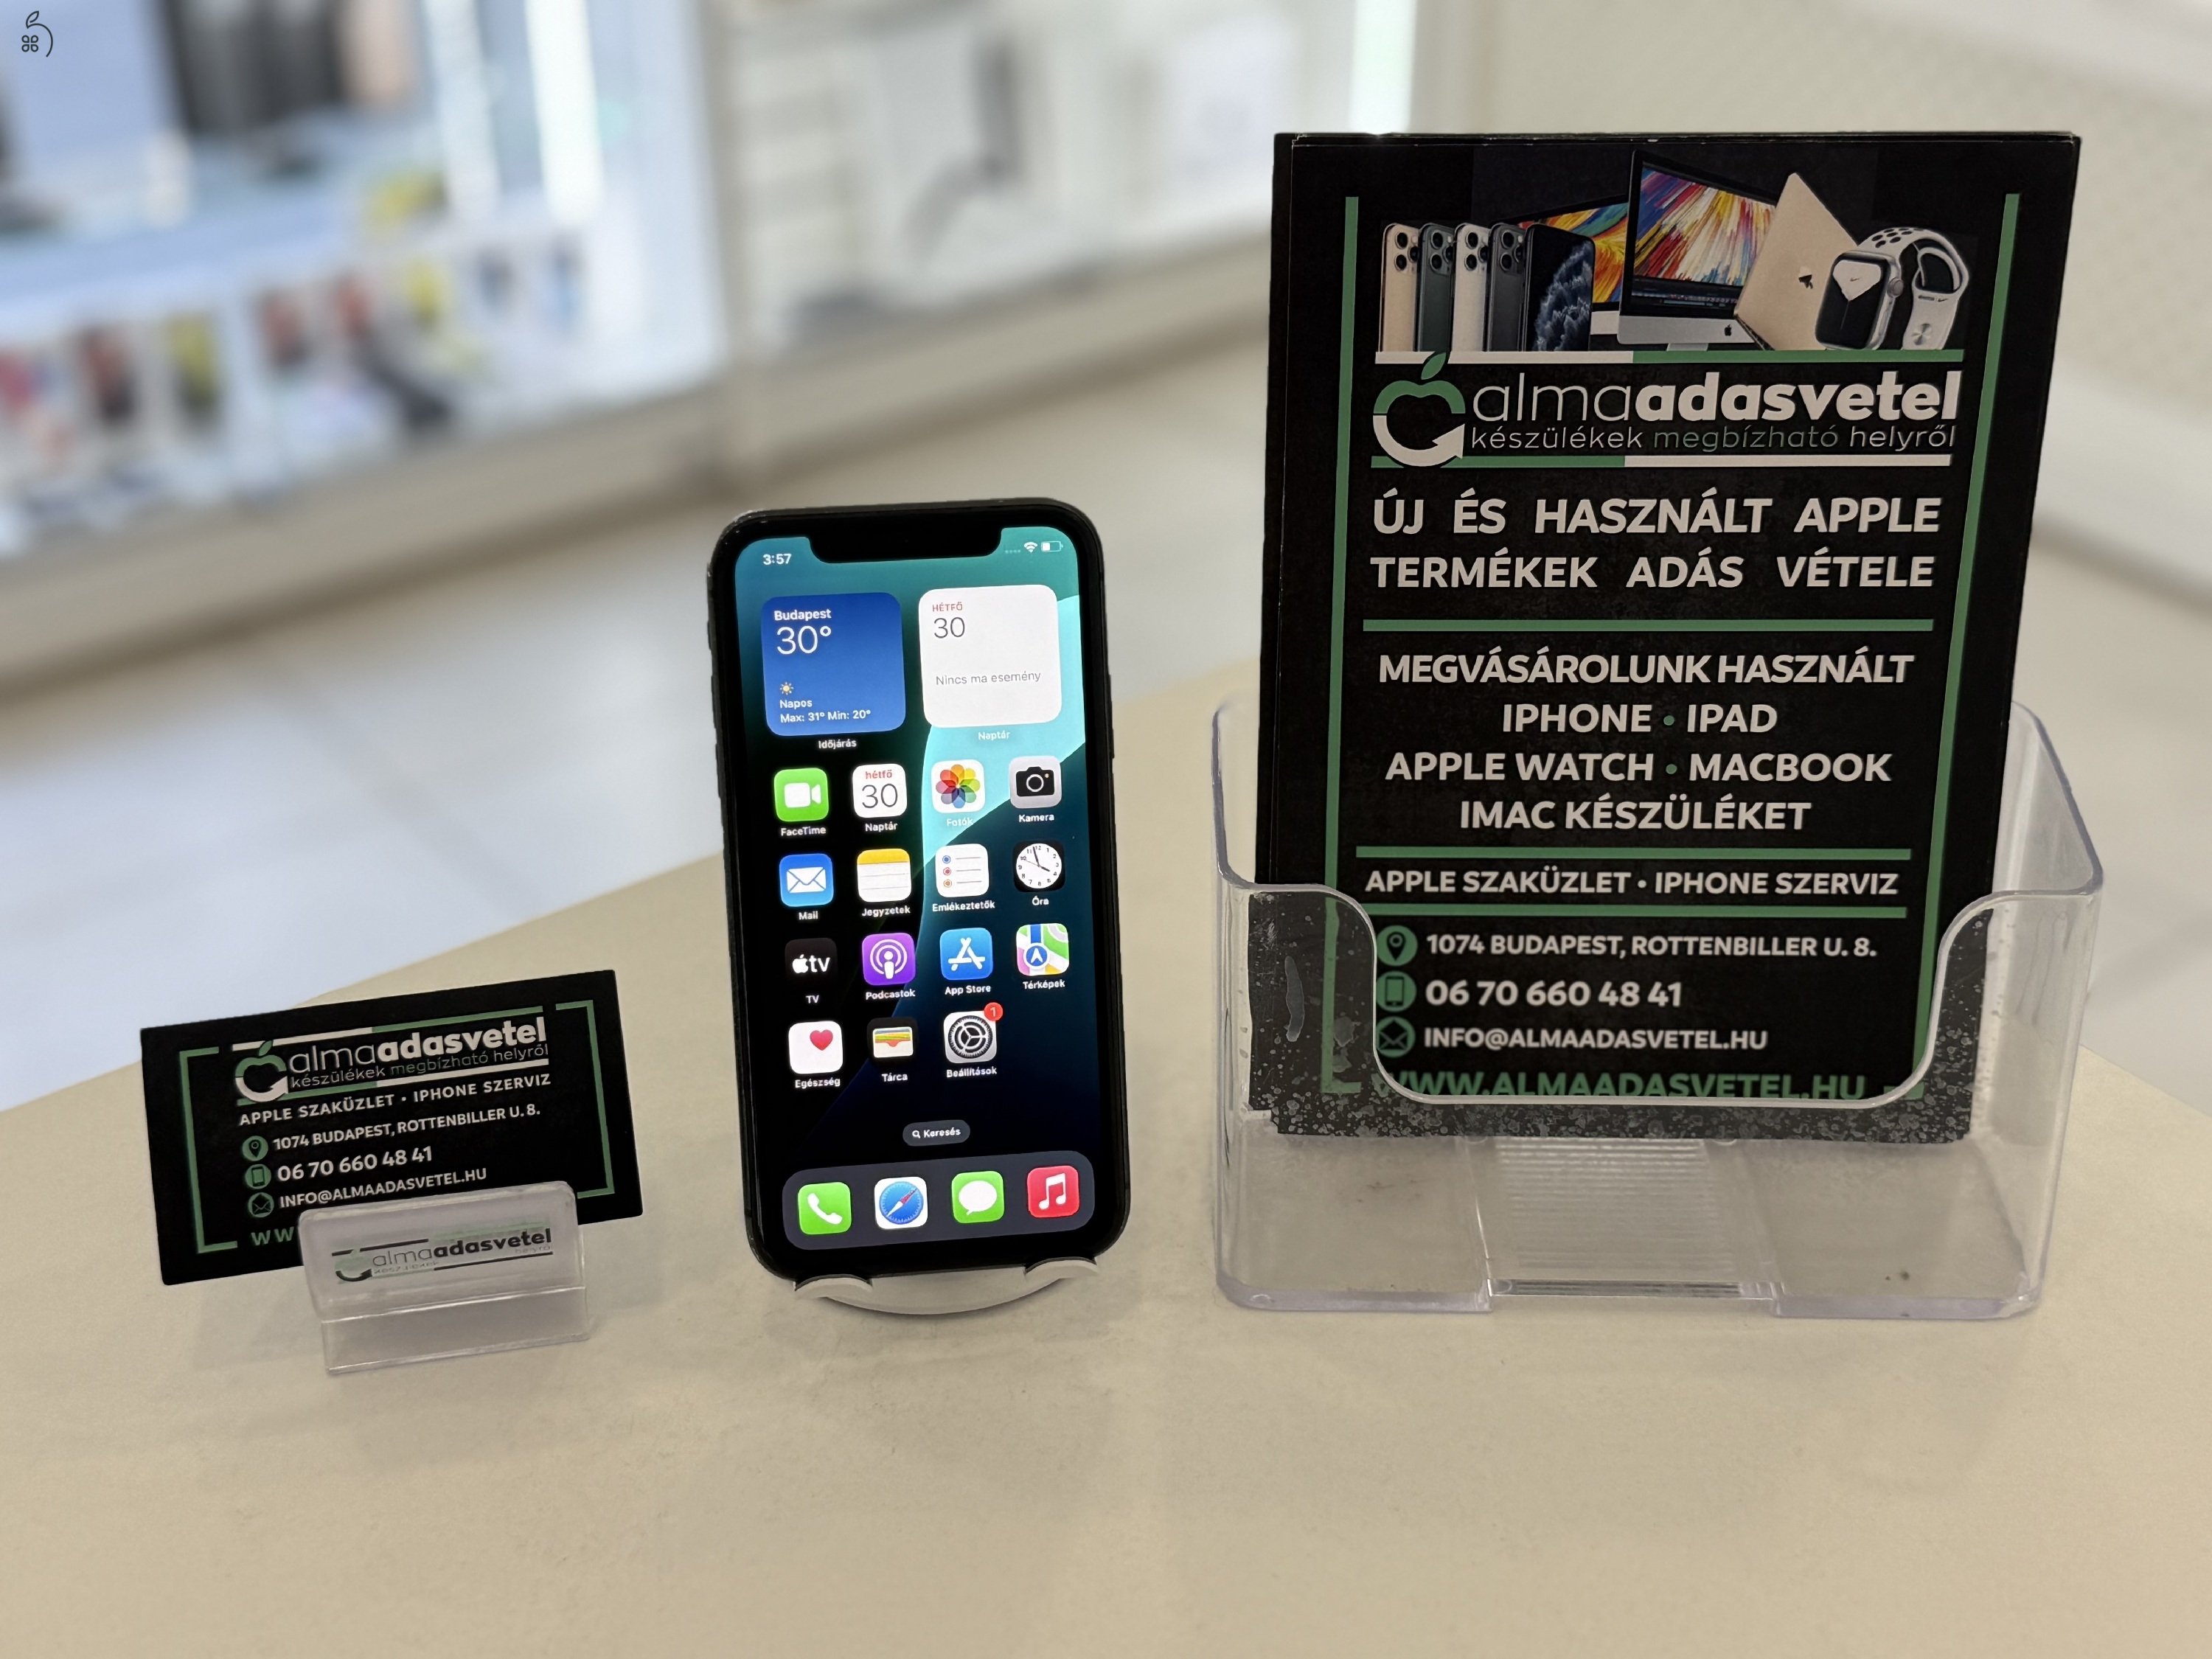 almaadasvetel
készülékek megbízható helyről
APPLE SZAKÜZLET • IPHONE SZERVIZ
1074 BUDAPEST, ROTTENBILLER U. 8.
06 70 660 48 41
INFO@ALMAADASVETEL.HU
almaadasvetel
helyről
3:57
Budapest
30°
Napos
Max: 31° Min: 20°
Időjárás
HÉTFŐ
30
Nincs ma esemény
Naptár
hétfő
30
FaceTime
Naptár
Fotók
Kamera
Mail
Jegyzetek
Emlékeztetők
Óra
tv
TV
Podcastok
App Store
Térképek
1
Egészség
Tárca
Beállítások
Keresés
almaadasvetel
készülékek megbízható helyről
ÚJ ÉS HASZNÁLT APPLE
TERMÉKEK ADÁS VÉTELE
MEGVÁSÁROLUNK HASZNÁLT
IPHONE • IPAD
APPLE WATCH • MACBOOK
IMAC KÉSZÜLÉKET
APPLE SZAKÜZLET • IPHONE SZERVIZ
1074 BUDAPEST, ROTTENBILLER U. 8.
06 70 660 48 41
INFO@ALMAADASVETEL.HU
WWW.ALMAADASVETEL.HU